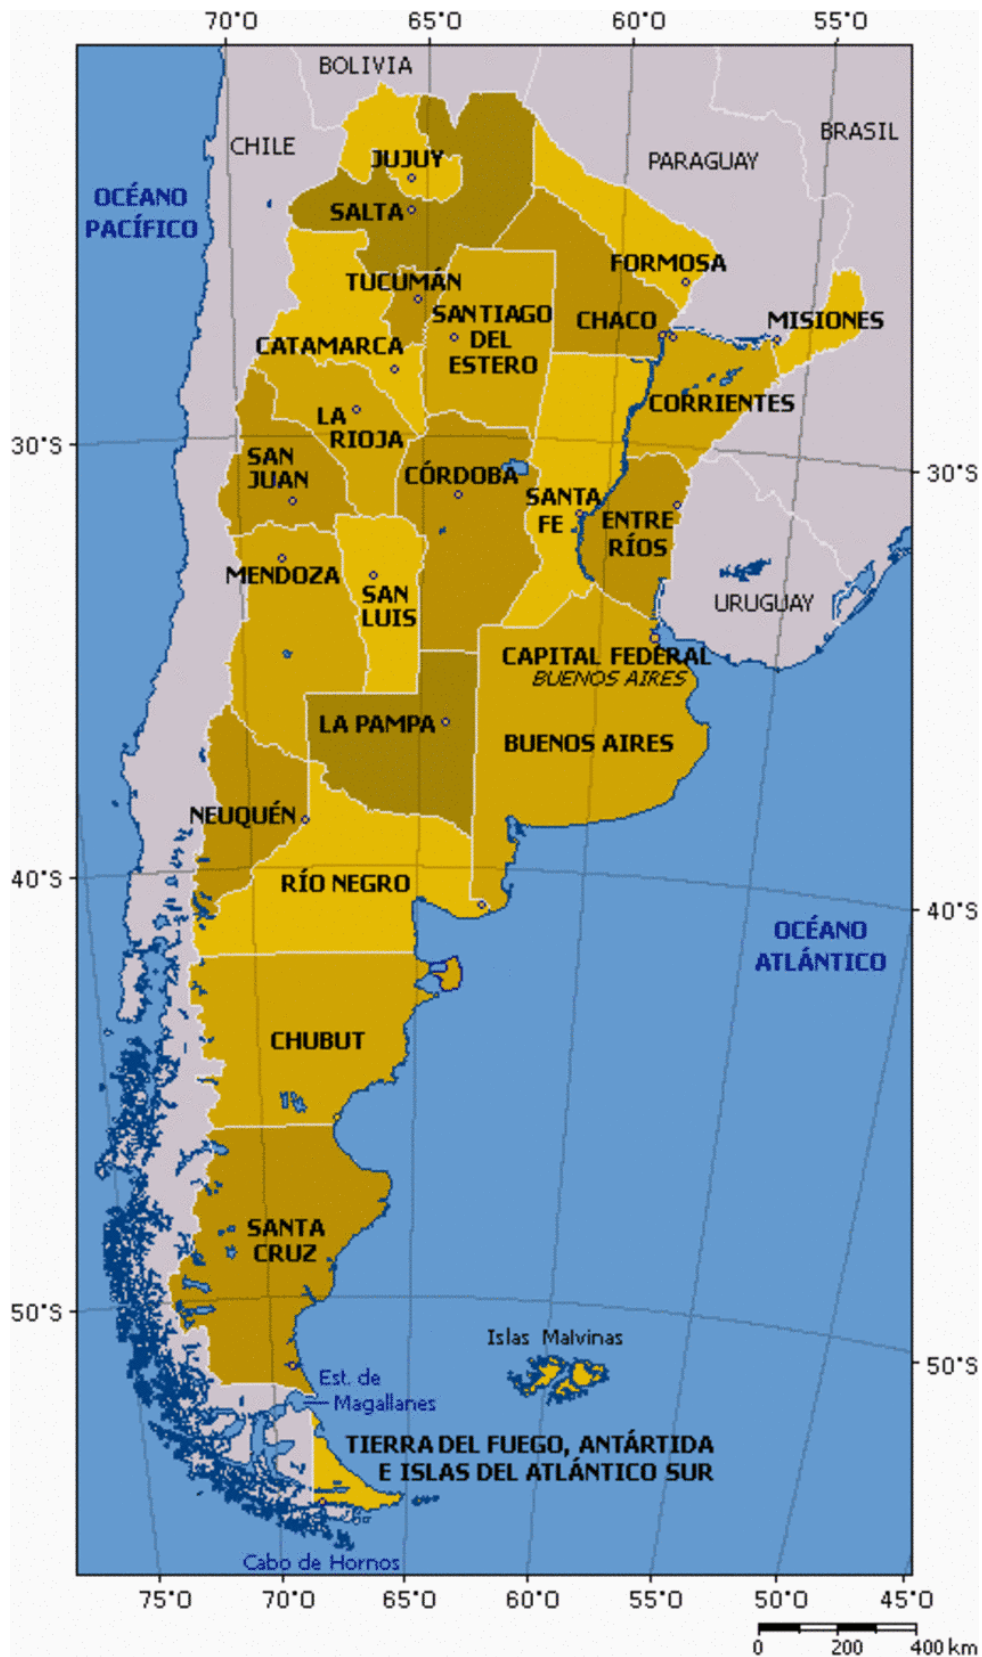 70°O 65°O 60°O 55°O
BOLIVIA
BRASIL
CHILE
PARAGUAY
JUJUY
OCÉANO
PACÍFICO
SALTA
FORMOSA
TUCUMÁN
SANTIAGO
DEL
ESTERO
CHACO
MISIONES
CATAMARCA
CORRIENTES
LA
RIOJA
30°S
30°S
SAN
JUAN
CÓRDOBA
SANTA
FE
ENTRE
RÍOS
MENDOZA
SAN
LUIS
URUGUAY
CAPITAL FEDERAL
BUENOS AIRES
LA PAMPA
BUENOS AIRES
NEUQUÉN
40°S
RÍO NEGRO
40°S
OCÉANO
ATLÁNTICO
CHUBUT
SANTA
CRUZ
50°S
Islas Malvinas
50°S
Est. de
Magallanes
TIERRA DEL FUEGO, ANTÁRTIDA
E ISLAS DEL ATLÁNTICO SUR
Cabo de Hornos
75°O 70°O 65°O 60°O 55°O 50°O 45°O
0 200 400 km